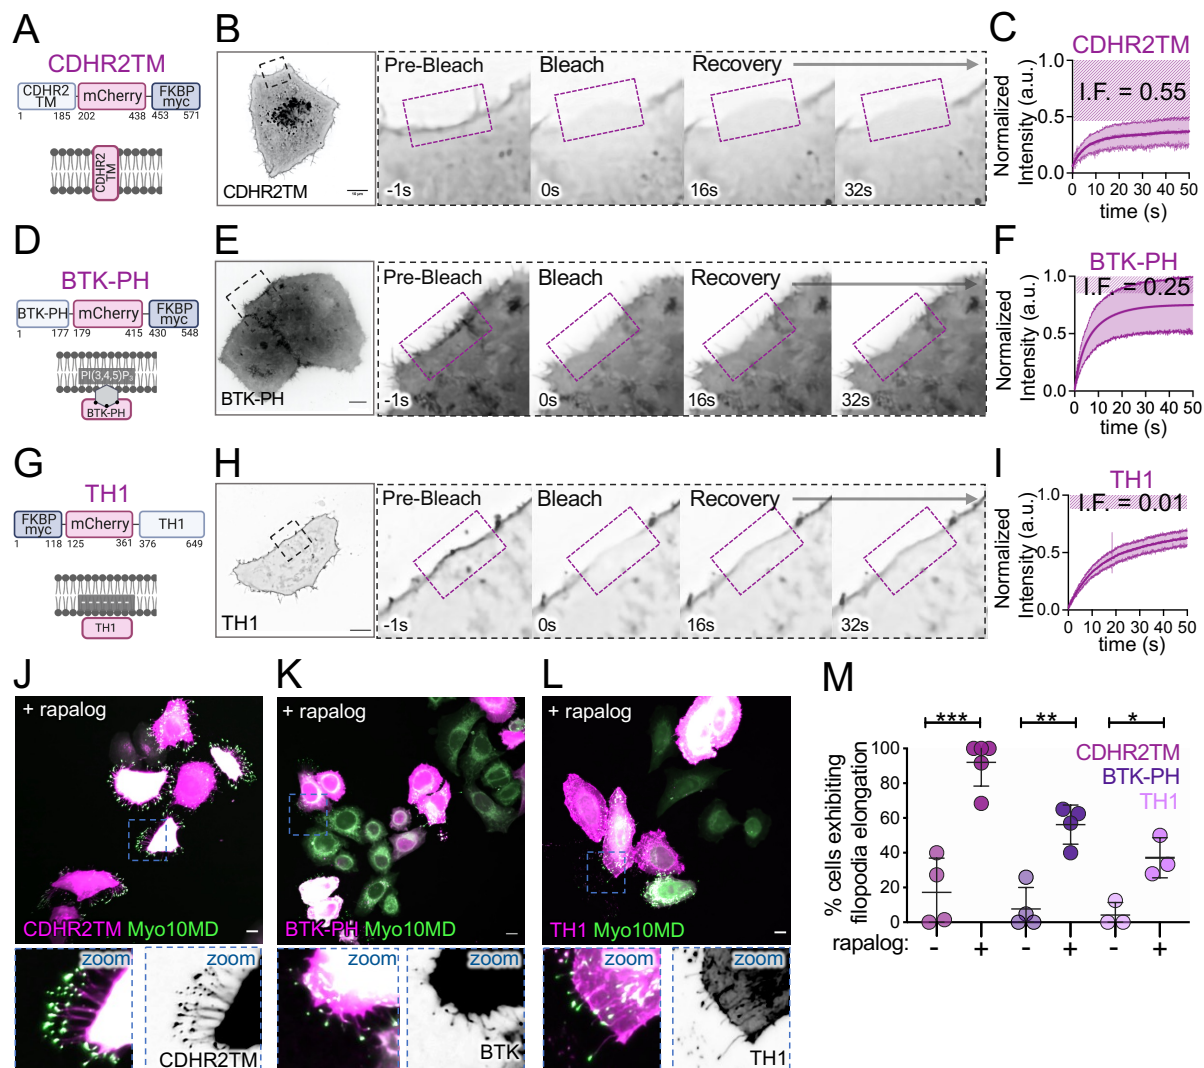 A
CDHR2TM
CDHR2
TM
mCherry
FKBP
myc
1 185 202 438 453 571
CDHR2
TM
B
CDHR2TM
10 µm
Pre-Bleach
Bleach
Recovery
-1s
0s
16s
32s
C
CDHR2TM
Normalized
Intensity (a.u.)
1.0
0.5
0.0
I.F. = 0.55
0 10 20 30 40 50
time (s)
D
BTK-PH
BTK-PH
mCherry
FKBP
myc
1 177 179 415 430 548
PI(3,4,5)P3
BTK-PH
E
BTK-PH
Pre-Bleach
Bleach
Recovery
-1s
0s
16s
32s
F
BTK-PH
Normalized
Intensity (a.u.)
1.0
0.5
0.0
I.F. = 0.25
0 10 20 30 40 50
time (s)
G
TH1
FKBP
myc
mCherry
TH1
1 118 125 361 376 649
TH1
H
TH1
Pre-Bleach
Bleach
Recovery
-1s
0s
16s
32s
I
TH1
Normalized
Intensity (a.u.)
1.0
0.5
0.0
I.F. = 0.01
0 10 20 30 40 50
time (s)
J
+ rapalog
CDHR2TM Myo10MD
zoom
zoom
CDHR2TM
K
+ rapalog
BTK-PH Myo10MD
zoom
zoom
BTK
L
+ rapalog
TH1 Myo10MD
zoom
zoom
TH1
M
% cells exhibiting
filopodia elongation
100
80
60
40
20
0
***
**
*
CDHR2TM
BTK-PH
TH1
rapalog: - + - + - +